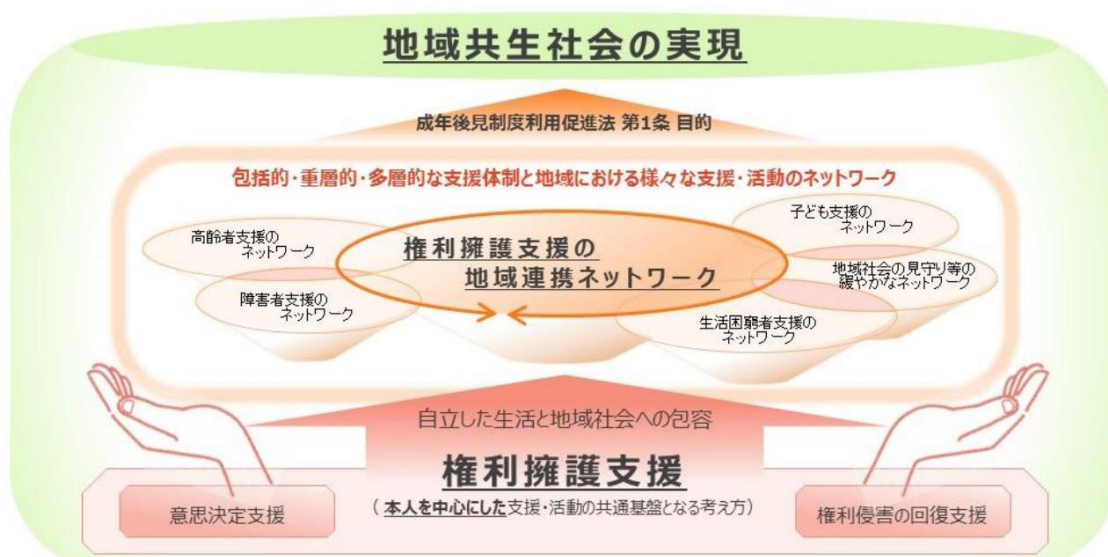 地域共生社会の実現
成年後見制度利用促進法 第1条 目的
包括的・重層的・多層的な支援体制と地域における様々な支援・活動のネットワーク
高齢者支援の
ネットワーク
障害者支援の
ネットワーク
権利擁護支援の
地域連携ネットワーク
子ども支援の
ネットワーク
地域社会の見守り等の
緩やかなネットワーク
生活困窮者支援の
ネットワーク
自立した生活と地域社会への包容
権利擁護支援
(本人を中心にした支援・活動の共通基盤となる考え方)
意思決定支援
権利侵害の回復支援